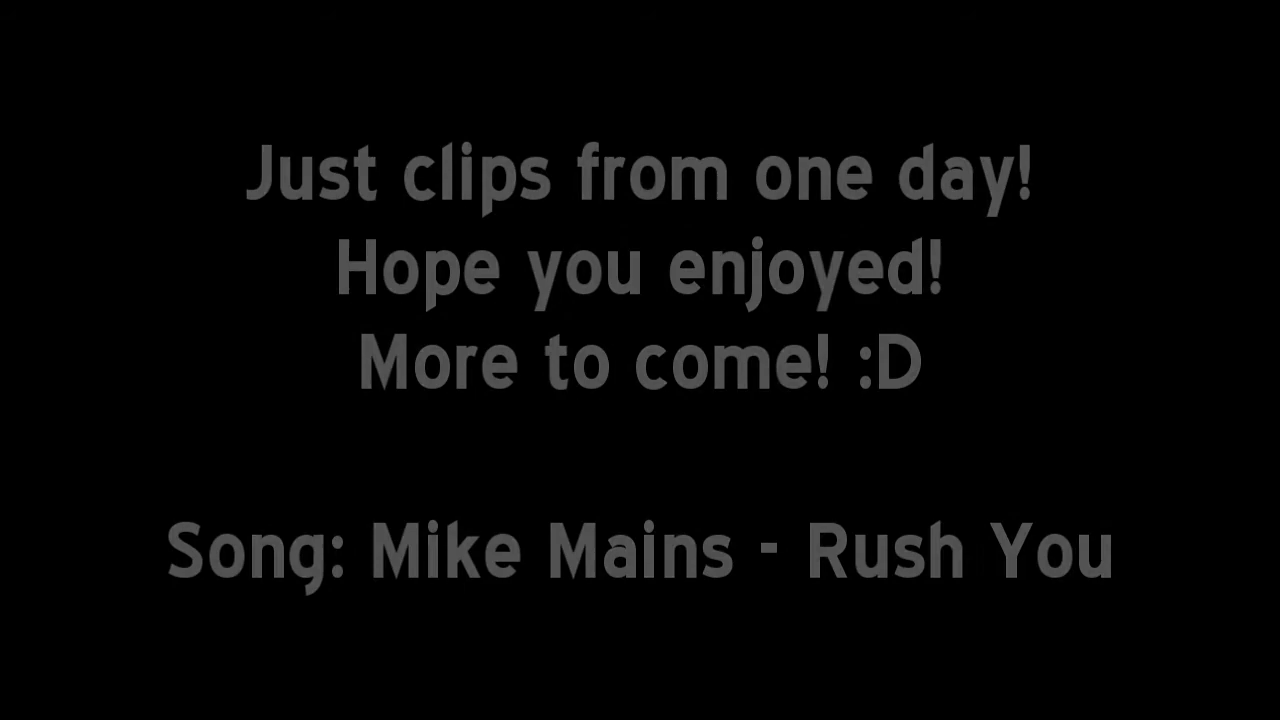 Just clips from one day!
Hope you enjoyed!
More to come! :D
Song: Mike Mains - Rush You